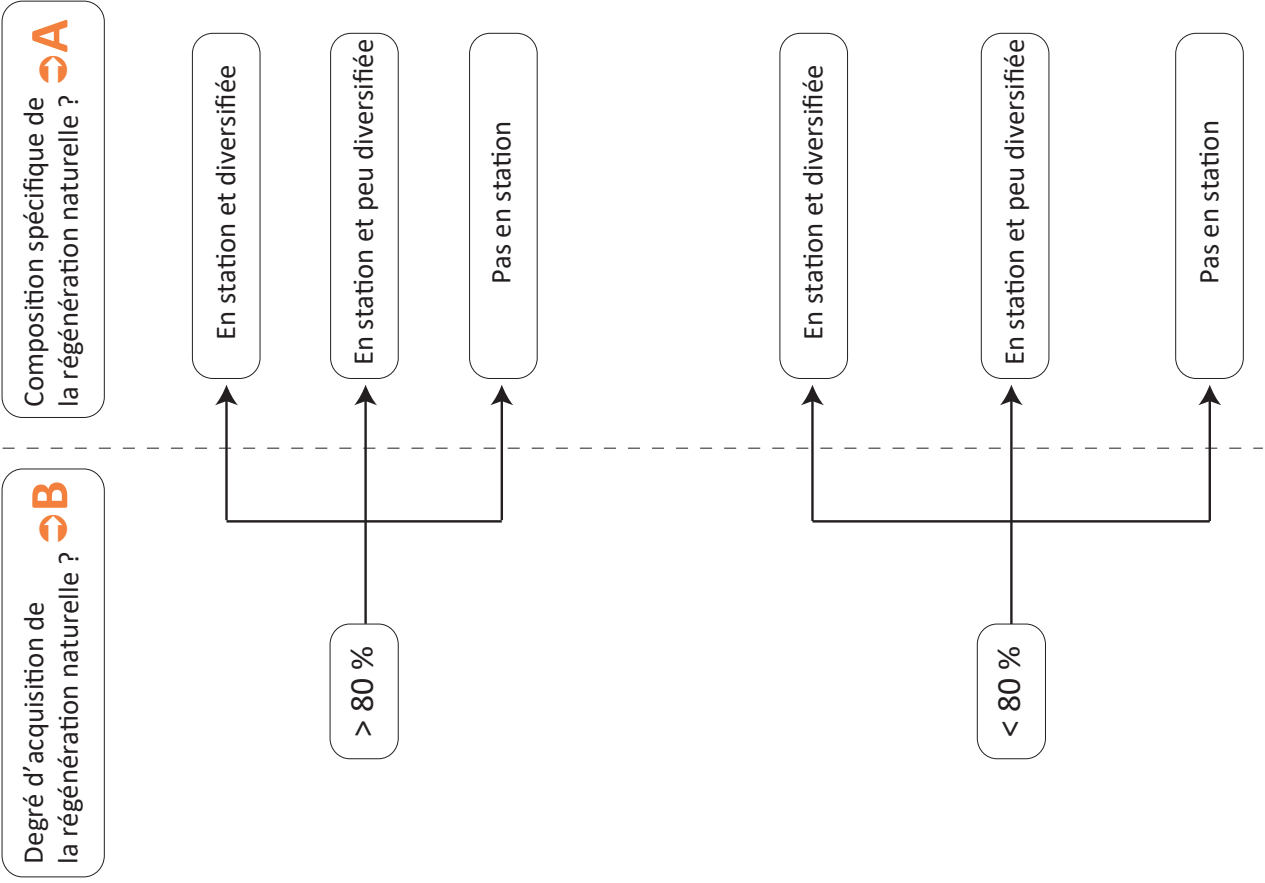 Degré d’acquisition de
la régénération naturelle ?
B
Composition spécifique de
la régénération naturelle ?
A
> 80 %
En station et diversifiée
En station et peu diversifiée
Pas en station
< 80 %
En station et diversifiée
En station et peu diversifiée
Pas en station